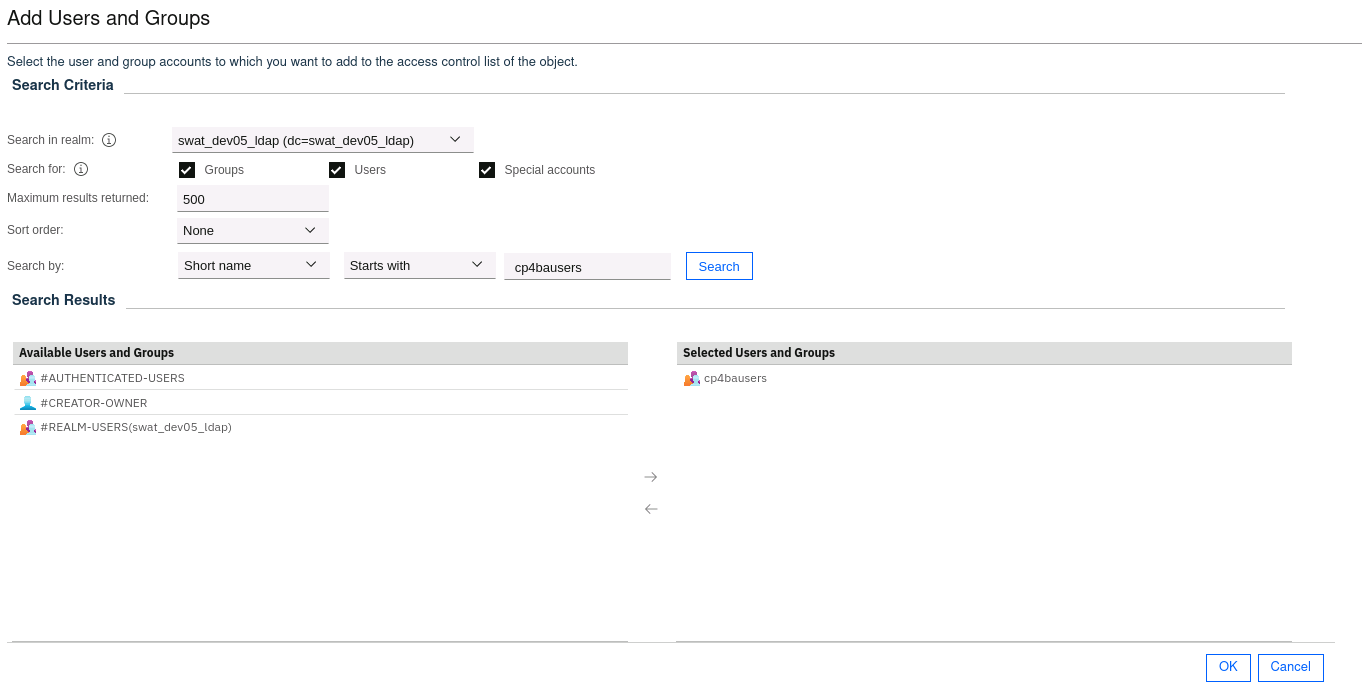 Add Users and Groups
Select the user and group accounts to which you want to add to the access control list of the object.
Search Criteria
Search in realm: swat_dev05_ldap (dc=swat_dev05_ldap)
Search for: Groups Users Special accounts
Maximum results returned: 500
Sort order: None
Search by: Short name Starts with cp4bausers Search
Search Results
Available Users and Groups Selected Users and Groups
#AUTHENTICATED-USERS cp4bausers
#CREATOR-OWNER
#REALM-USERS(swat_dev05_ldap)
OK Cancel